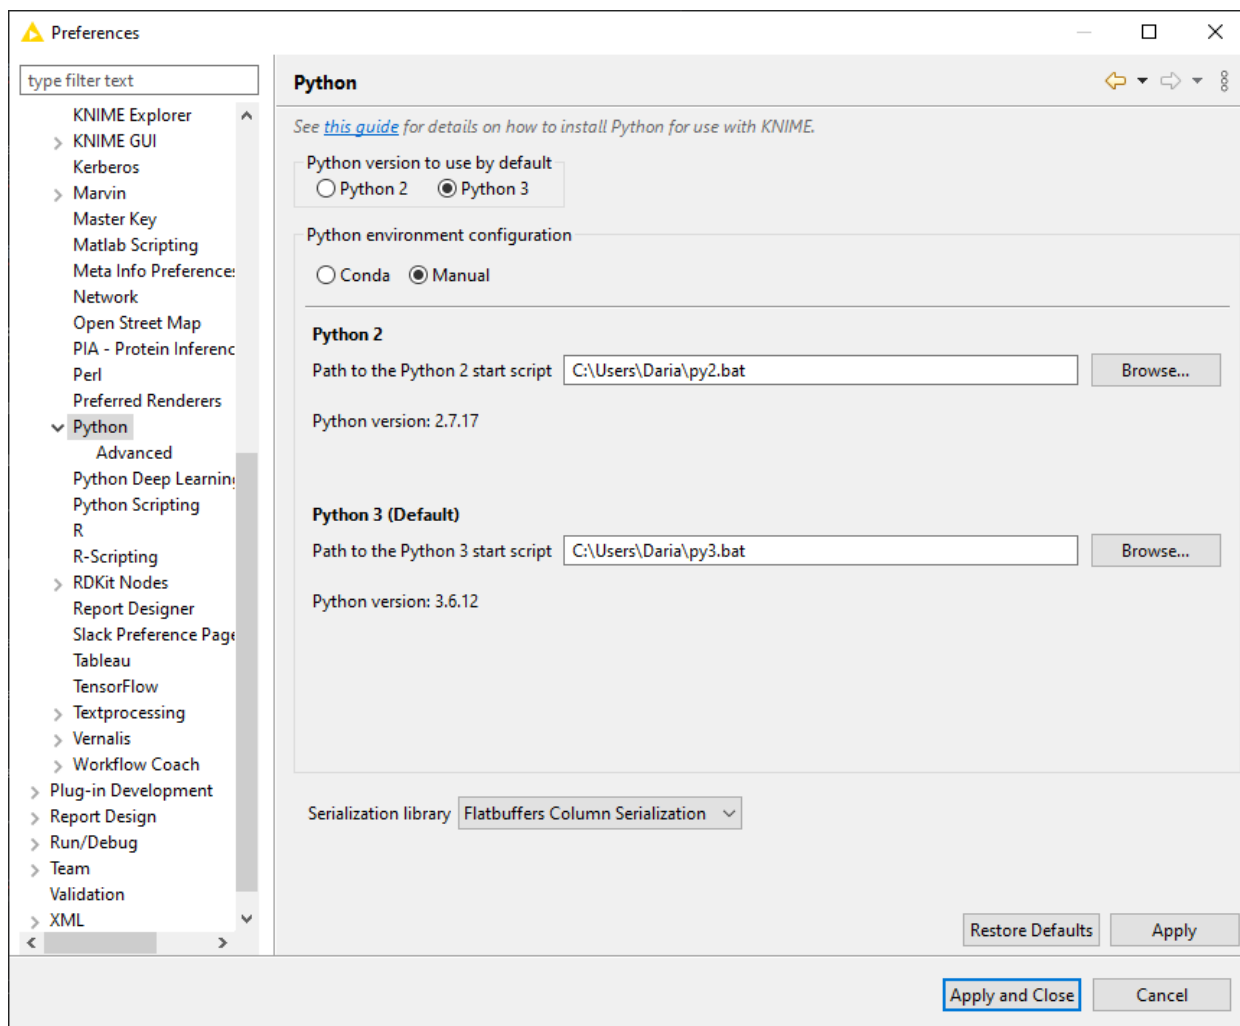 Preferences
type filter text
KNIME Explorer
KNIME GUI
Kerberos
Marvin
Master Key
Matlab Scripting
Meta Info Preferences
Network
Open Street Map
PIA - Protein Inferenc
Perl
Preferred Renderers
Python
Advanced
Python Deep Learning
Python Scripting
R
R-Scripting
RDKit Nodes
Report Designer
Slack Preference Page
Tableau
TensorFlow
Textprocessing
Vernalis
Workflow Coach
Plug-in Development
Report Design
Run/Debug
Team
Validation
XML
Python
See this guide for details on how to install Python for use with KNIME.
Python version to use by default
Python 2 Python 3
Python environment configuration
Conda Manual
Python 2
Path to the Python 2 start script C:\Users\Daria\py2.bat Browse...
Python version: 2.7.17
Python 3 (Default)
Path to the Python 3 start script C:\Users\Daria\py3.bat Browse...
Python version: 3.6.12
Serialization library Flatbuffers Column Serialization
Restore Defaults Apply
Apply and Close Cancel